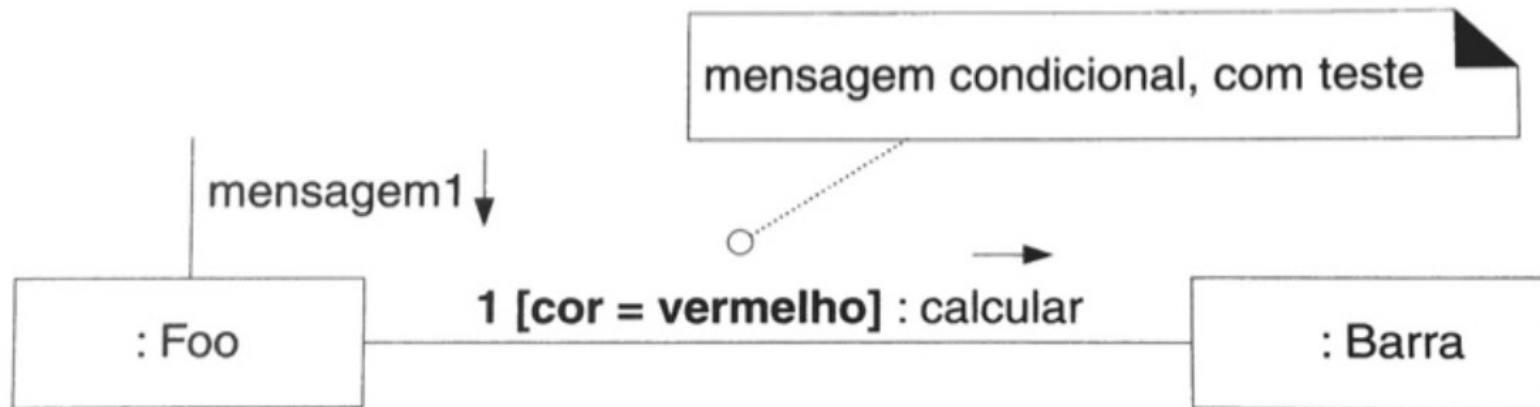 mensagem condicional, com teste
mensagem1
1 [cor = vermelho] : calcular
: Foo
: Barra